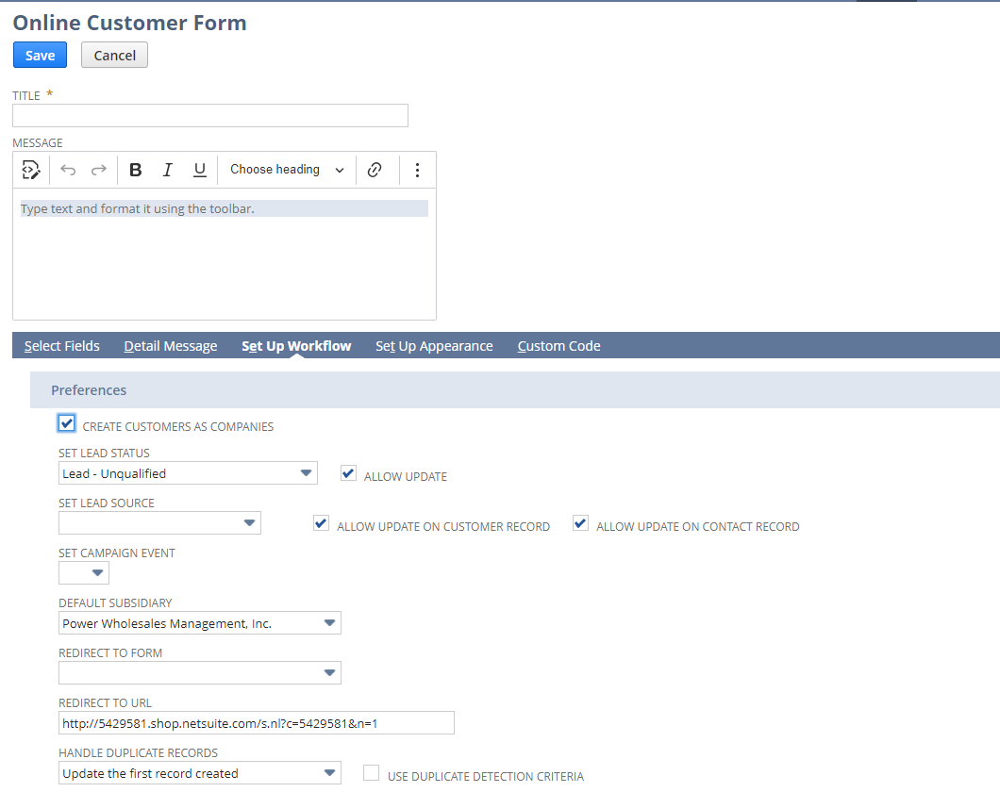 Online Customer Form
Save Cancel
TITLE *
MESSAGE
B I U Choose heading
Type text and format it using the toolbar.
Select Fields Detail Message Set Up Workflow Set Up Appearance Custom Code
Preferences
CREATE CUSTOMERS AS COMPANIES
SET LEAD STATUS
Lead - Unqualified ALLOW UPDATE
SET LEAD SOURCE
ALLOW UPDATE ON CUSTOMER RECORD ALLOW UPDATE ON CONTACT RECORD
SET CAMPAIGN EVENT
DEFAULT SUBSIDIARY
Power Wholesales Management, Inc.
REDIRECT TO FORM
REDIRECT TO URL
http://5429581.shop.netsuite.com/s.nl?c=5429581&n=1
HANDLE DUPLICATE RECORDS
Update the first record created USE DUPLICATE DETECTION CRITERIA